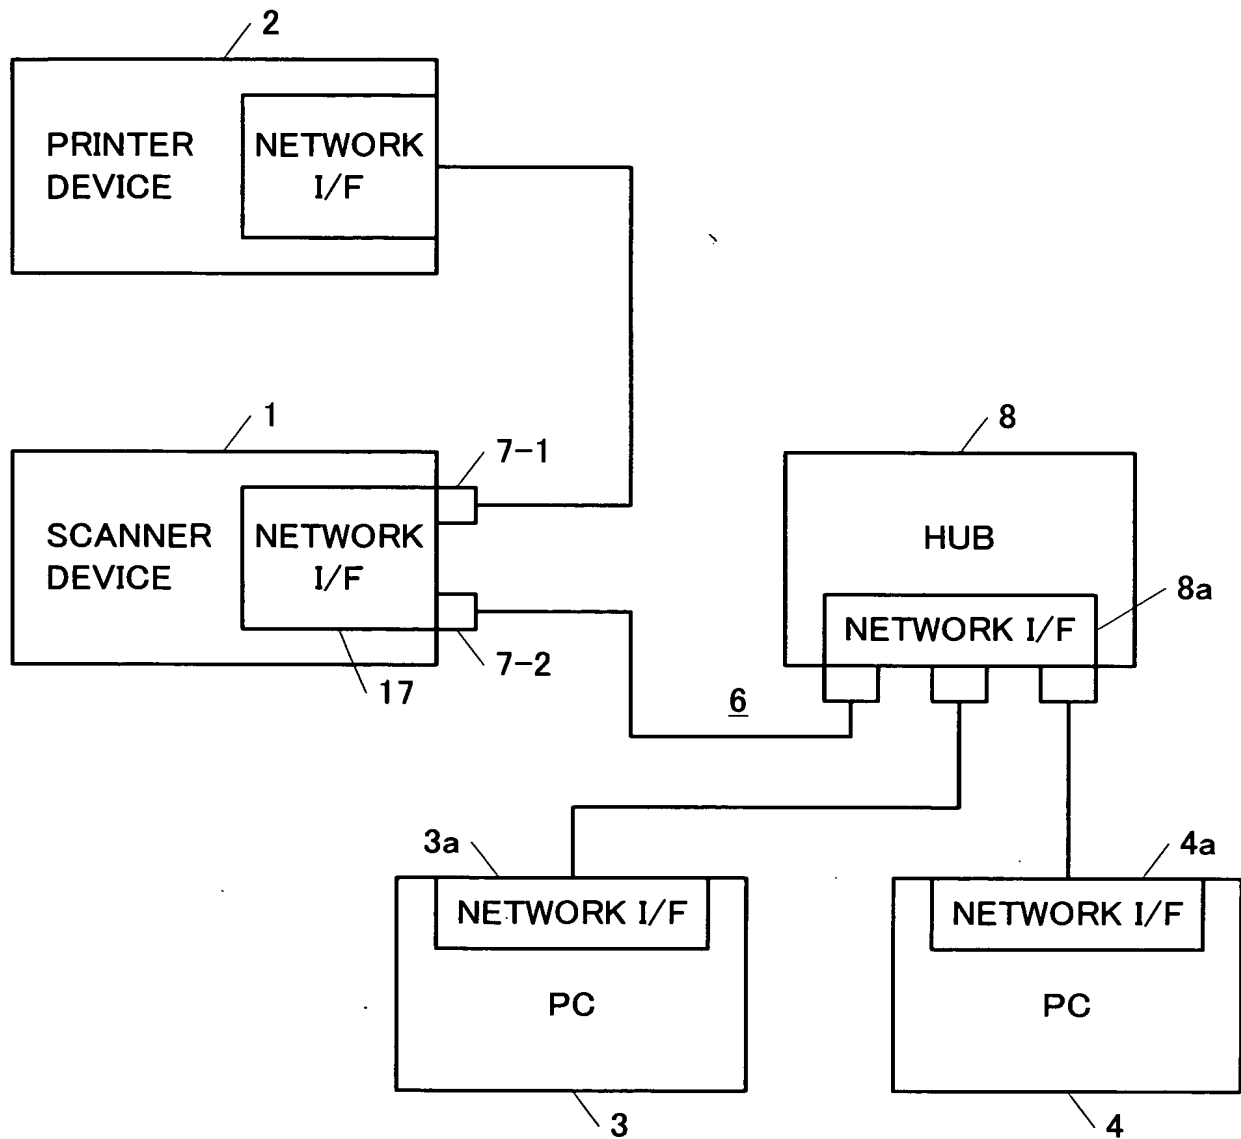 2
PRINTER
DEVICE
NETWORK
I/F
1
7-1
SCANNER
DEVICE
NETWORK
I/F
7-2
17
8
HUB
8a
NETWORK I/F
6
3a
NETWORK I/F
PC
3
4a
NETWORK I/F
PC
4